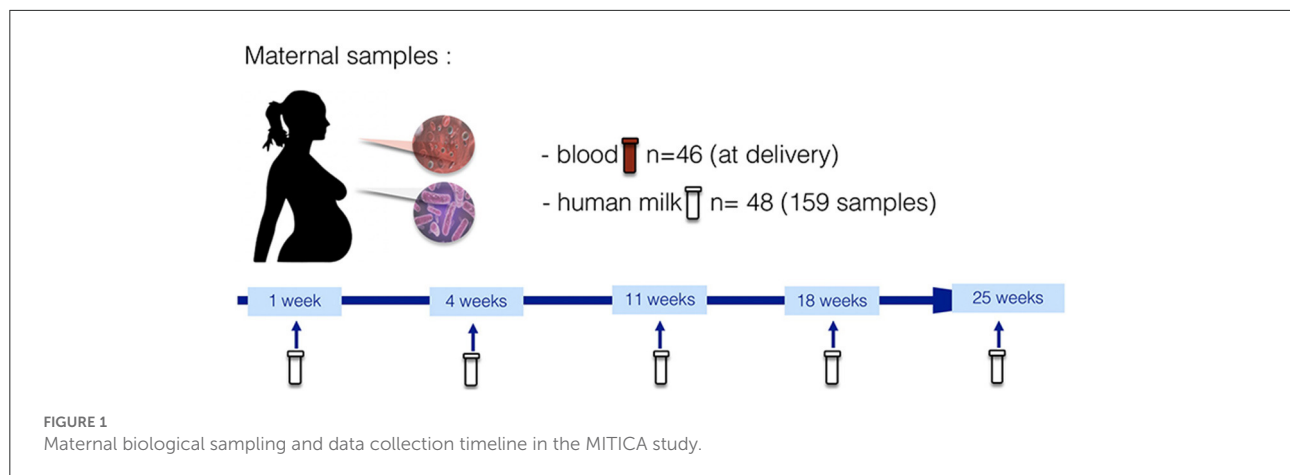 Maternal samples :
- blood n=46 (at delivery)
- human milk n= 48 (159 samples)
1 week 4 weeks 11 weeks 18 weeks 25 weeks
FIGURE 1
Maternal biological sampling and data collection timeline in the MITICA study.